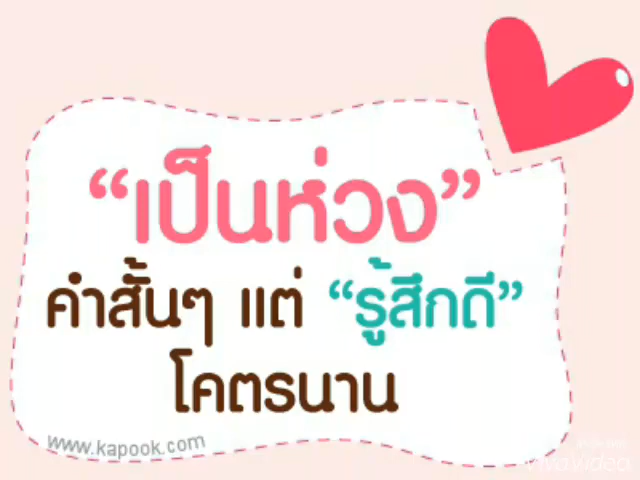 “เป็นห่วง”
คำสั้นๆ แต่ “รู้สึกดี”
โคตรนาน
www.kapook.com